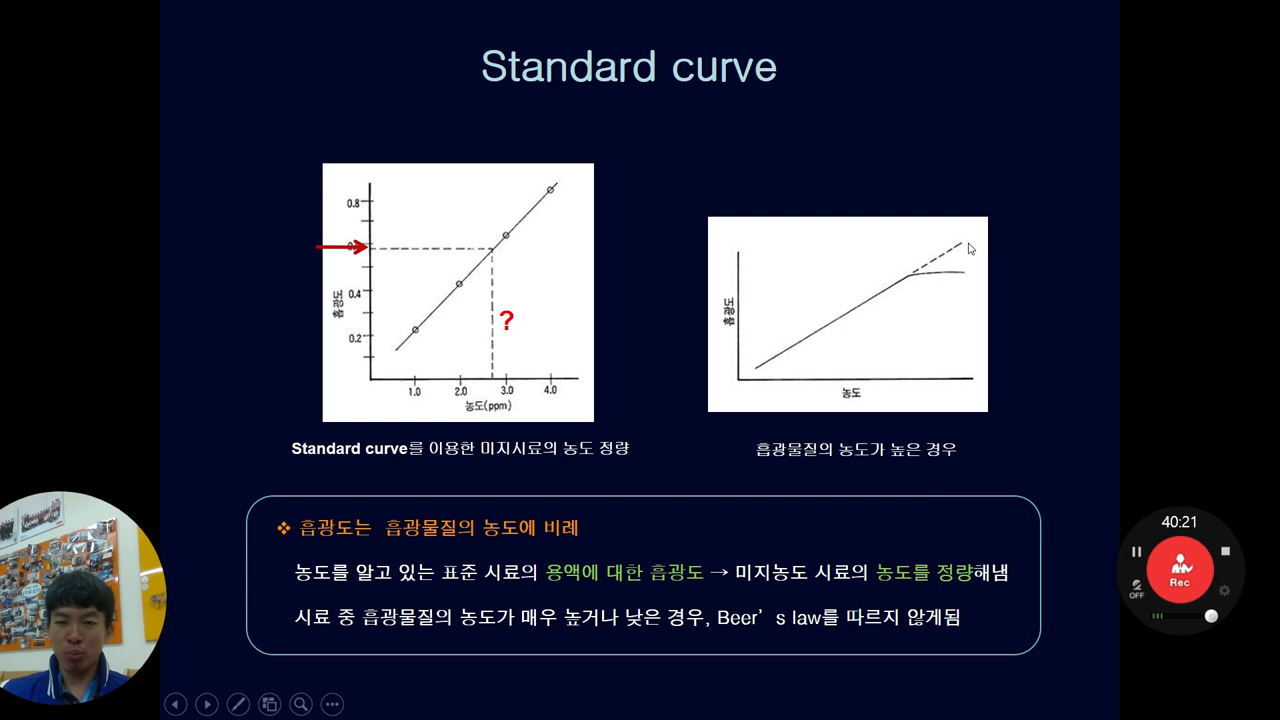 Standard curve
0.8
0.4
0.2
흡광도
?
1.0 2.0 3.0 4.0
농도(ppm)
흡광도
농도
Standard curve를 이용한 미지시료의 농도 정량
흡광물질의 농도가 높은 경우
❖ 흡광도는 흡광물질의 농도에 비례
농도를 알고 있는 표준 시료의 용액에 대한 흡광도 → 미지농도 시료의 농도를 정량해냄
시료 중 흡광물질의 농도가 매우 높거나 낮은 경우, Beer’s law를 따르지 않게됨
40:21
Rec
OFF